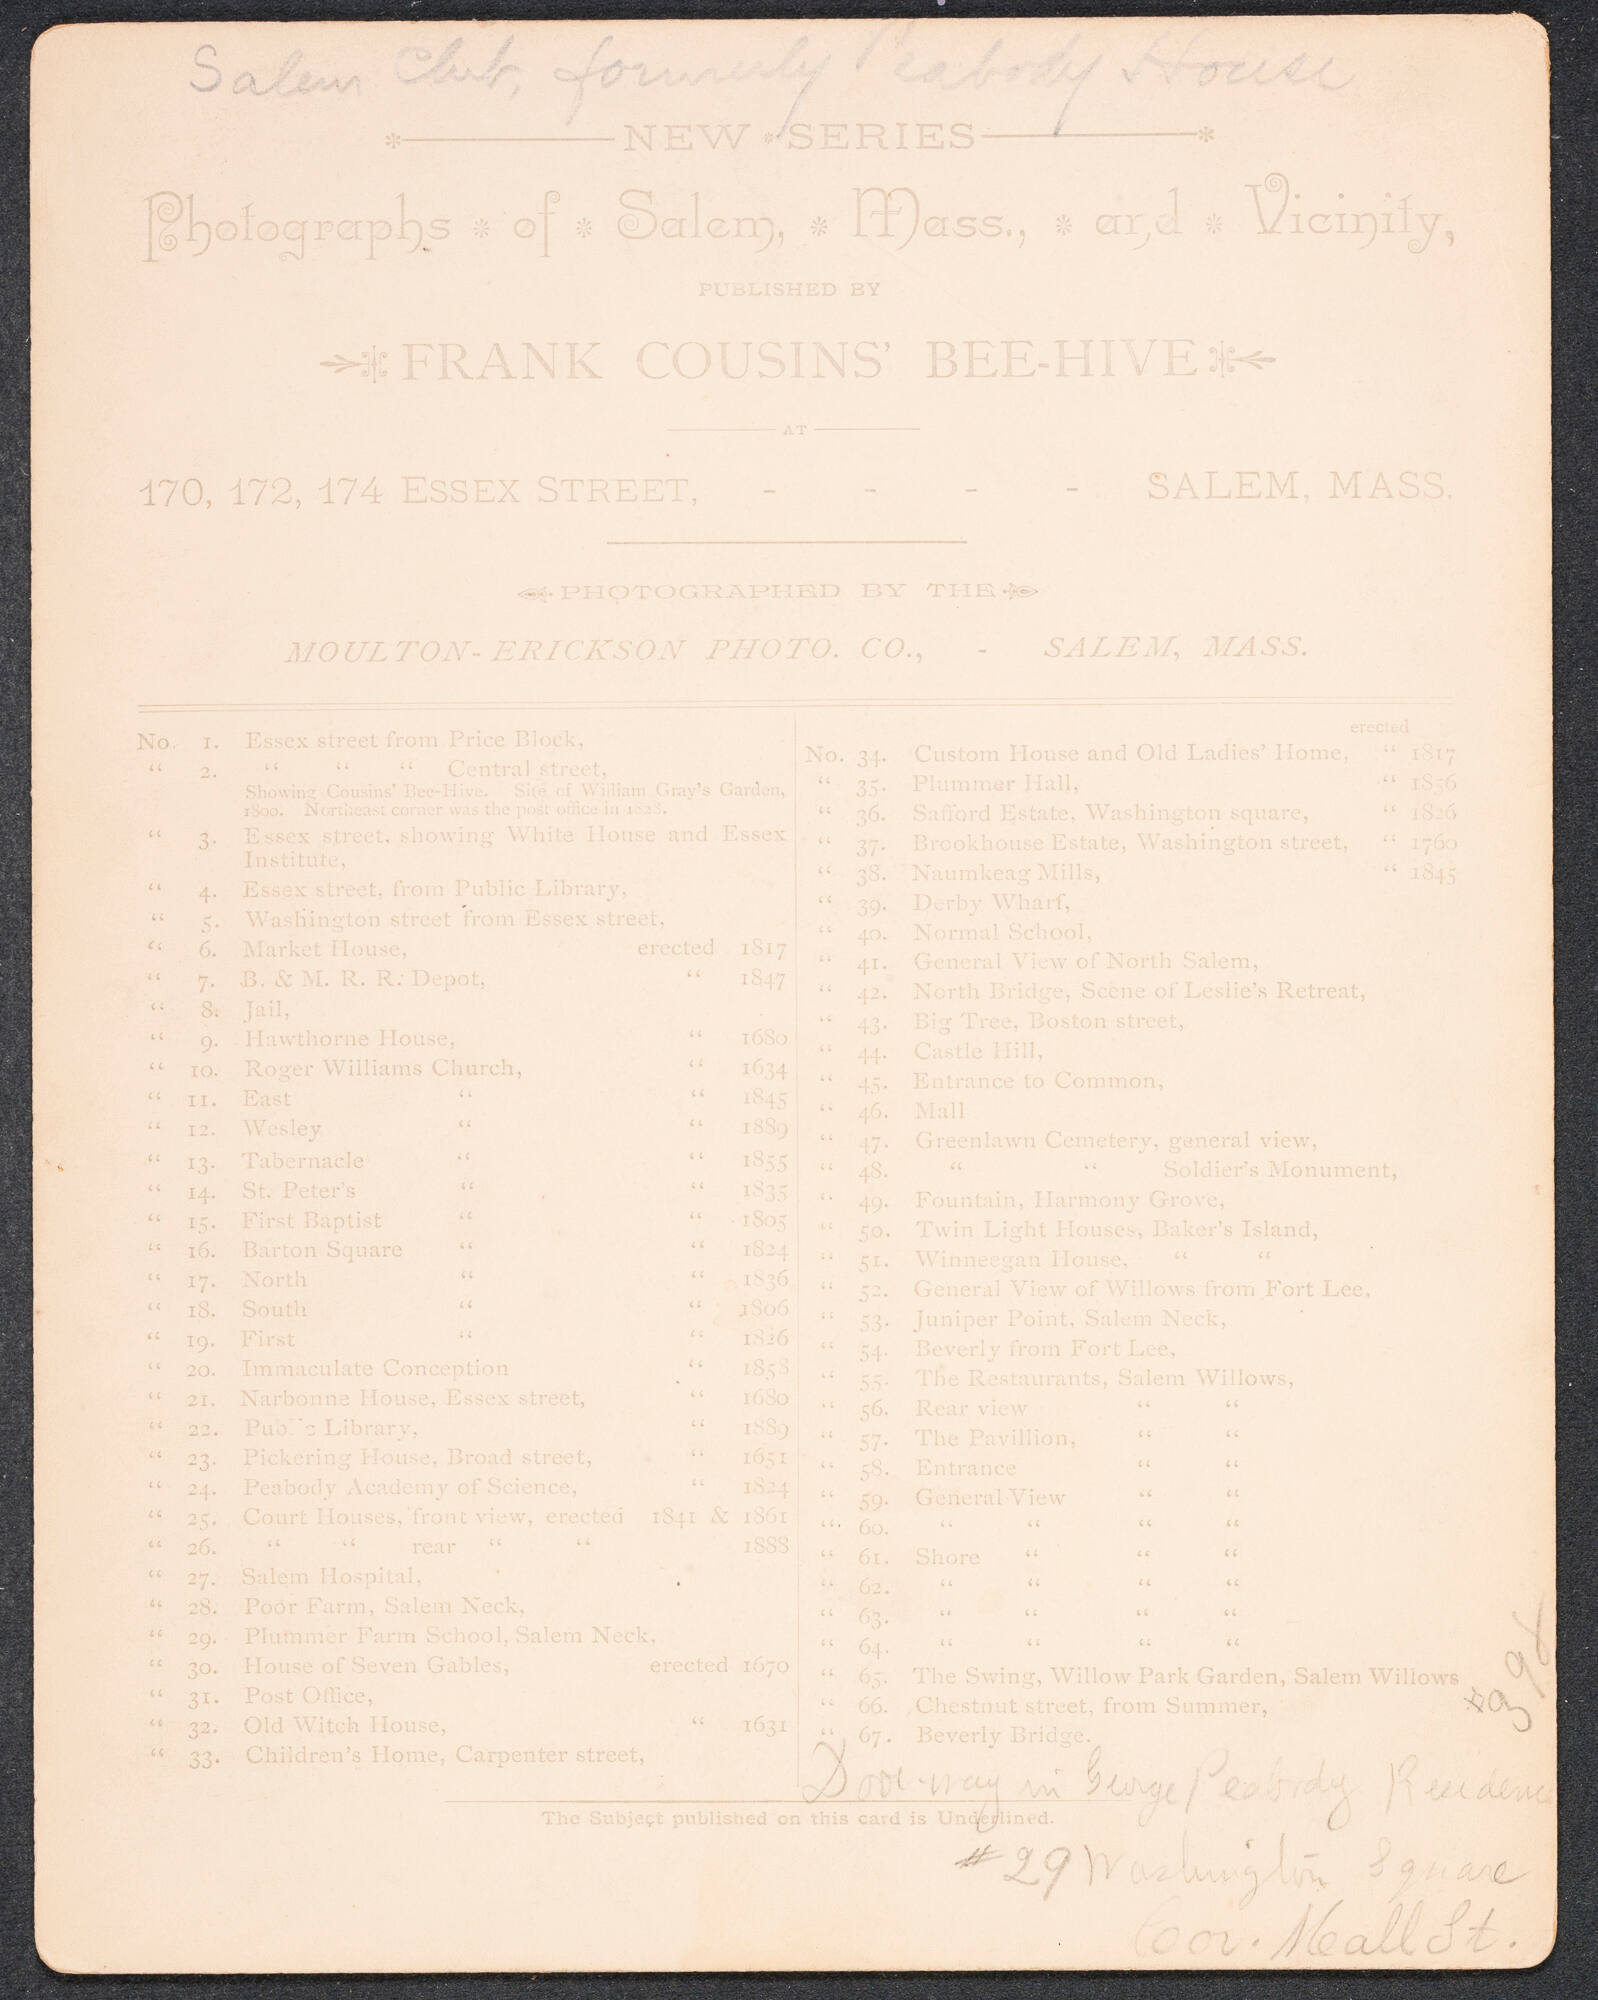 Salem Club, formerly Peabody House
NEW SERIES
Photographs of Salem, Mass., and Vicinity,
PUBLISHED BY
FRANK COUSINS' BEE-HIVE
AT
170, 172, 174 ESSEX STREET, - - - - SALEM, MASS.
PHOTOGRAPHED BY THE
MOULTON-ERICKSON PHOTO. CO., - SALEM, MASS.
No. 1. Essex street from Price Block,
" 2. " " " Central street,
Showing Cousins' Bee-Hive. Site of William Gray's Garden,
1800. Northeast corner was the post office in 1828.
" 3. Essex street, showing White House and Essex
Institute,
" 4. Essex street, from Public Library,
" 5. Washington street from Essex street,
" 6. Market House, erected 1817
" 7. B. & M. R. R. Depot, " 1847
" 8. Jail,
" 9. Hawthorne House, " 1680
" 10. Roger Williams Church, " 1634
" 11. East " " 1845
" 12. Wesley " " 1889
" 13. Tabernacle " " 1855
" 14. St. Peter's " " 1835
" 15. First Baptist " " 1805
" 16. Barton Square " " 1824
" 17. North " " 1836
" 18. South " " 1806
" 19. First " " 1826
" 20. Immaculate Conception " 1858
" 21. Narbonne House, Essex street, " 1680
" 22. Public Library, " 1889
" 23. Pickering House, Broad street, " 1651
" 24. Peabody Academy of Science, " 1824
" 25. Court Houses, front view, erected 1841 & 1861
" 26. " " rear " " 1888
" 27. Salem Hospital,
" 28. Poor Farm, Salem Neck,
" 29. Plummer Farm School, Salem Neck,
" 30. House of Seven Gables, erected 1670
" 31. Post Office,
" 32. Old Witch House, " 1631
" 33. Children's Home, Carpenter street,
erected
No. 34. Custom House and Old Ladies' Home, " 1817
" 35. Plummer Hall, " 1856
" 36. Safford Estate, Washington square, " 1826
" 37. Brookhouse Estate, Washington street, " 1760
" 38. Naumkeag Mills, " 1845
" 39. Derby Wharf,
" 40. Normal School,
" 41. General View of North Salem,
" 42. North Bridge, Scene of Leslie's Retreat,
" 43. Big Tree, Boston street,
" 44. Castle Hill,
" 45. Entrance to Common,
" 46. Mall
" 47. Greenlawn Cemetery, general view,
" 48. " " Soldier's Monument,
" 49. Fountain, Harmony Grove,
" 50. Twin Light Houses, Baker's Island,
" 51. Winneegan House, " "
" 52. General View of Willows from Fort Lee,
" 53. Juniper Point, Salem Neck,
" 54. Beverly from Fort Lee,
" 55. The Restaurants, Salem Willows,
" 56. Rear view " "
" 57. The Pavillion, " "
" 58. Entrance " "
" 59. General View " "
" 60. " " " "
" 61. Shore " " "
" 62. " " " "
" 63. " " " "
" 64. " " " "
" 65. The Swing, Willow Park Garden, Salem Willows
" 66. Chestnut street, from Summer,
" 67. Beverly Bridge.
Door-way in George Peabody Residence
The Subject published on this card is Underlined.
#29 Washington Square
Cor. Mall St.